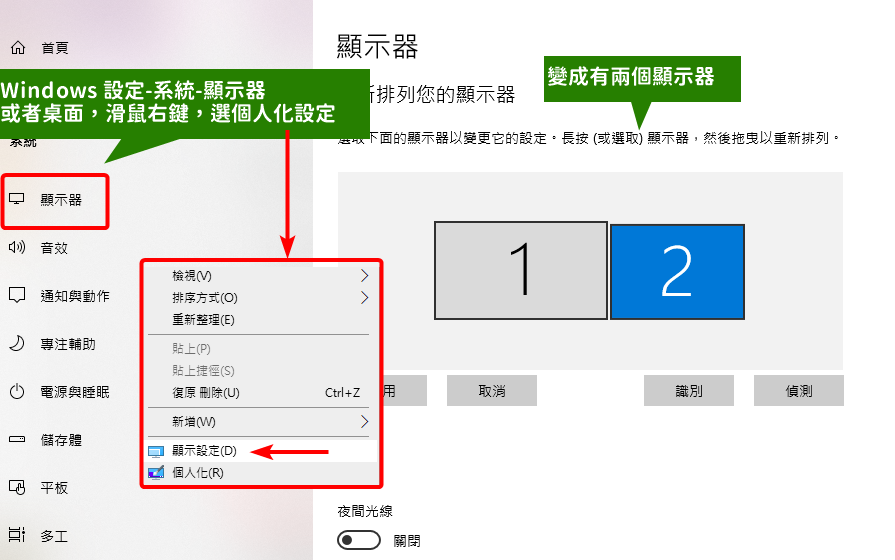 首頁
Windows 設定-系統-顯示器
或者桌面，滑鼠右鍵，選個人化設定
系統
顯示器
音效
通知與動作
專注輔助
電源與睡眠
儲存體
平板
多工
檢視(V)
排序方式(O)
重新整理(E)
貼上(P)
貼上捷徑(S)
復原 刪除(U) Ctrl+Z
新增(W)
顯示設定(D)
個人化(R)
顯示器
變成有兩個顯示器
新排列您的顯示器
選取下面的顯示器以變更它的設定。長按 (或選取) 顯示器，然後拖曳以重新排列。
1
2
用
取消
識別
偵測
夜間光線
關閉